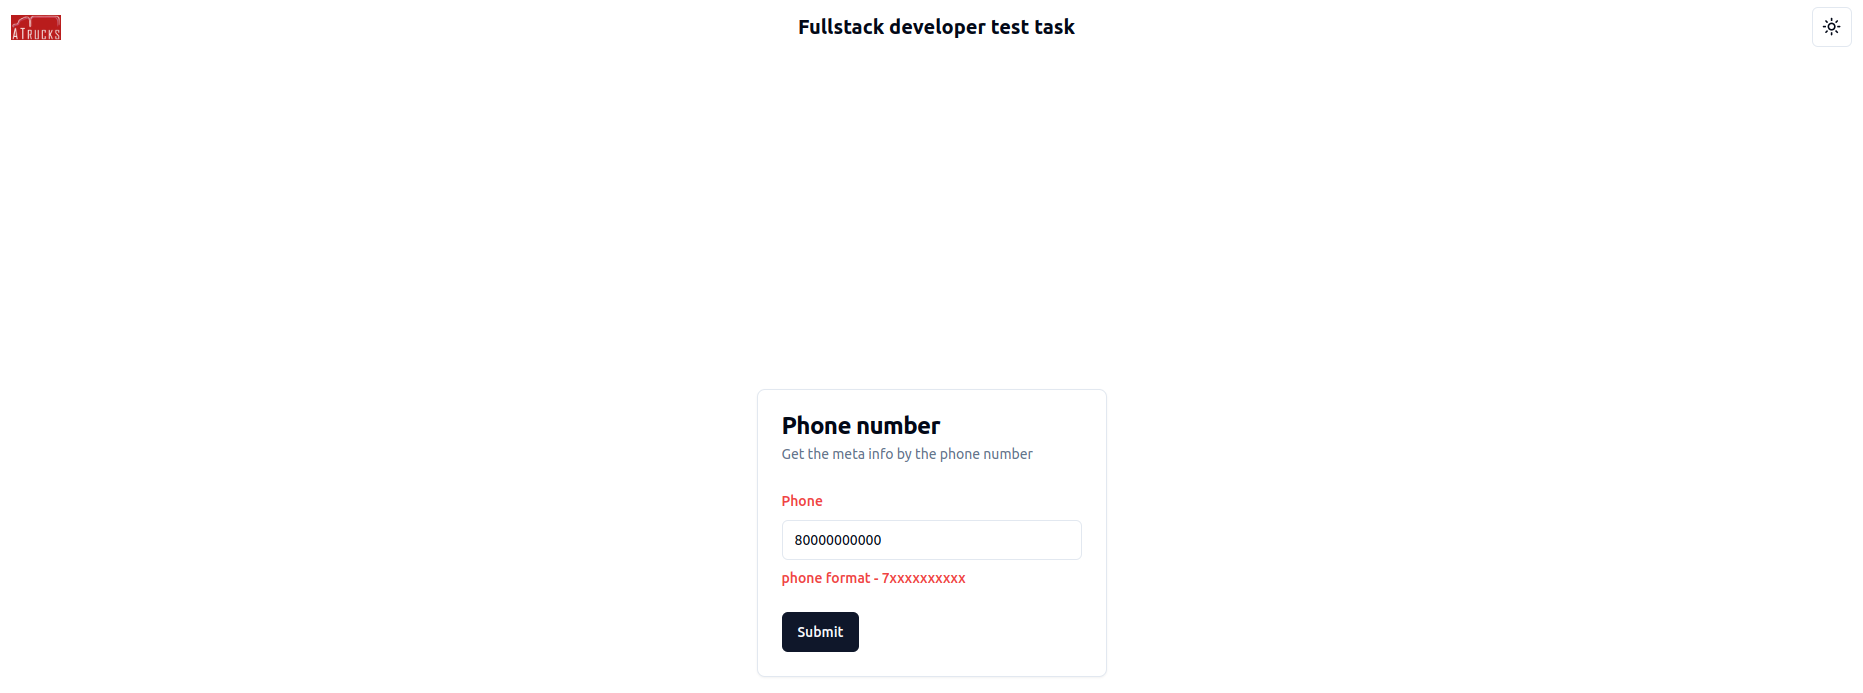 ATRUCKS
Fullstack developer test task
Phone number
Get the meta info by the phone number
Phone
80000000000
phone format - 7xxxxxxxxxx
Submit